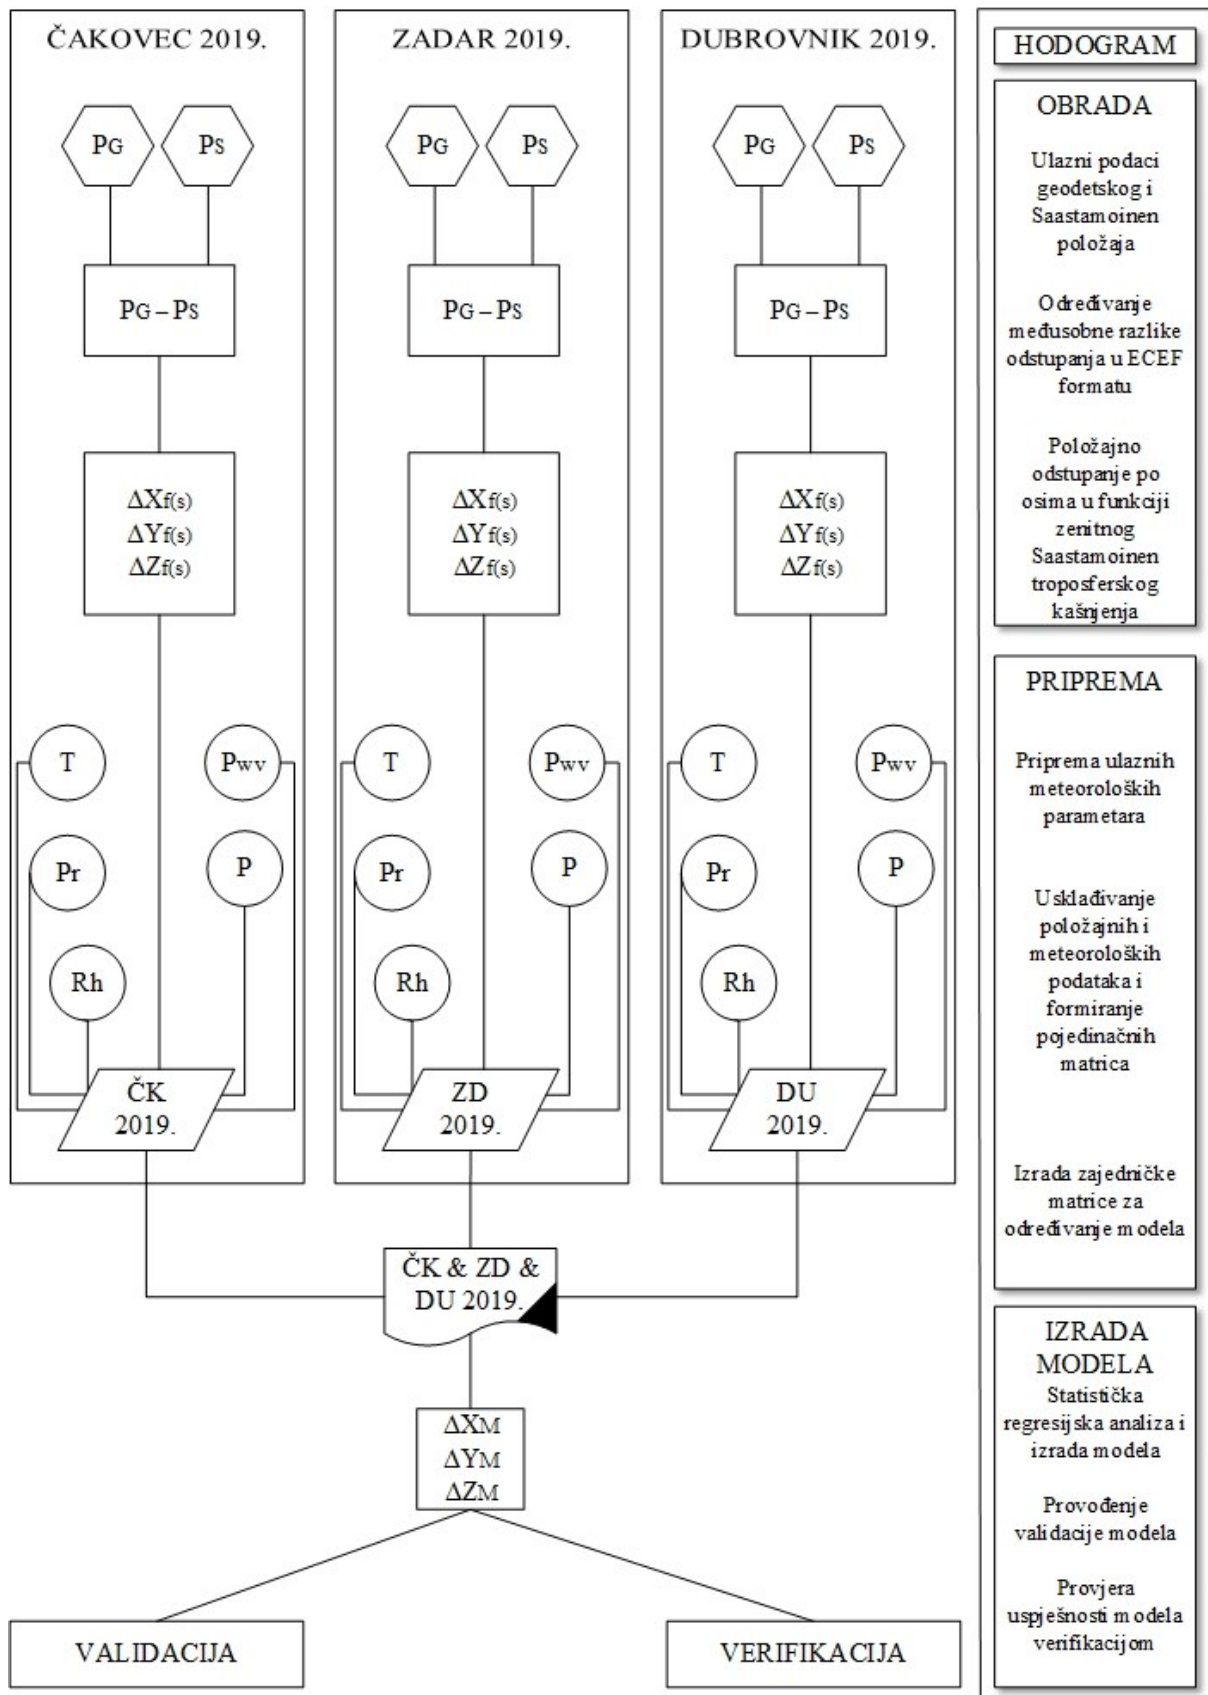 ČAKOVEC 2019.
PG
PS
PG – PS
ΔXf(s)
ΔYf(s)
ΔZf(s)
T
Pwv
Pr
P
Rh
ČK
2019.
ZADAR 2019.
PG
PS
PG – PS
ΔXf(s)
ΔYf(s)
ΔZf(s)
T
Pwv
Pr
P
Rh
ZD
2019.
DUBROVNIK 2019.
PG
PS
PG – PS
ΔXf(s)
ΔYf(s)
ΔZf(s)
T
Pwv
Pr
P
Rh
DU
2019.
ČK & ZD &
DU 2019.
ΔXM
ΔYM
ΔZM
VALIDACIJA
VERIFIKACIJA
HODOGRAM
OBRADA
Ulazni podaci
geodetskog i
Saastamoinen
položaja
Određivanje
međusobne razlike
odstupanja u ECEF
formatu
Položajno
odstupanje po
osima u funkciji
zenitnog
Saastamoinen
troposferskog
kašnjenja
PRIPREMA
Priprema ulaznih
meteoroloških
parametara
Usklađivanje
položajnih i
meteoroloških
podataka i
formiranje
pojedinačnih
matrica
Izrada zajedničke
matrice za
određivanje modela
IZRADA
MODELA
Statistička
regresijska analiza i
izrada modela
Provođenje
validacije modela
Provjera
uspješnosti modela
verifikacijom